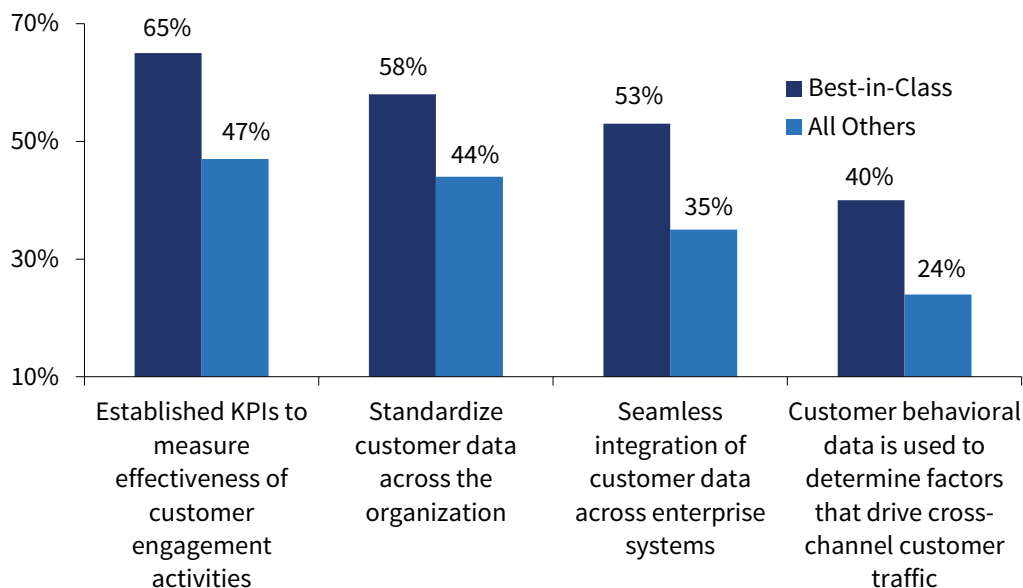 70%
65%
58%
53%
Best-in-Class
47%
All Others
50%
44%
40%
35%
30%
24%
10%
Established KPIs to
measure
effectiveness of
customer
engagement
activities
Standardize
customer data
across the
organization
Seamless
integration of
customer data
across enterprise
systems
Customer behavioral
data is used to
determine factors
that drive cross-
channel customer
traffic